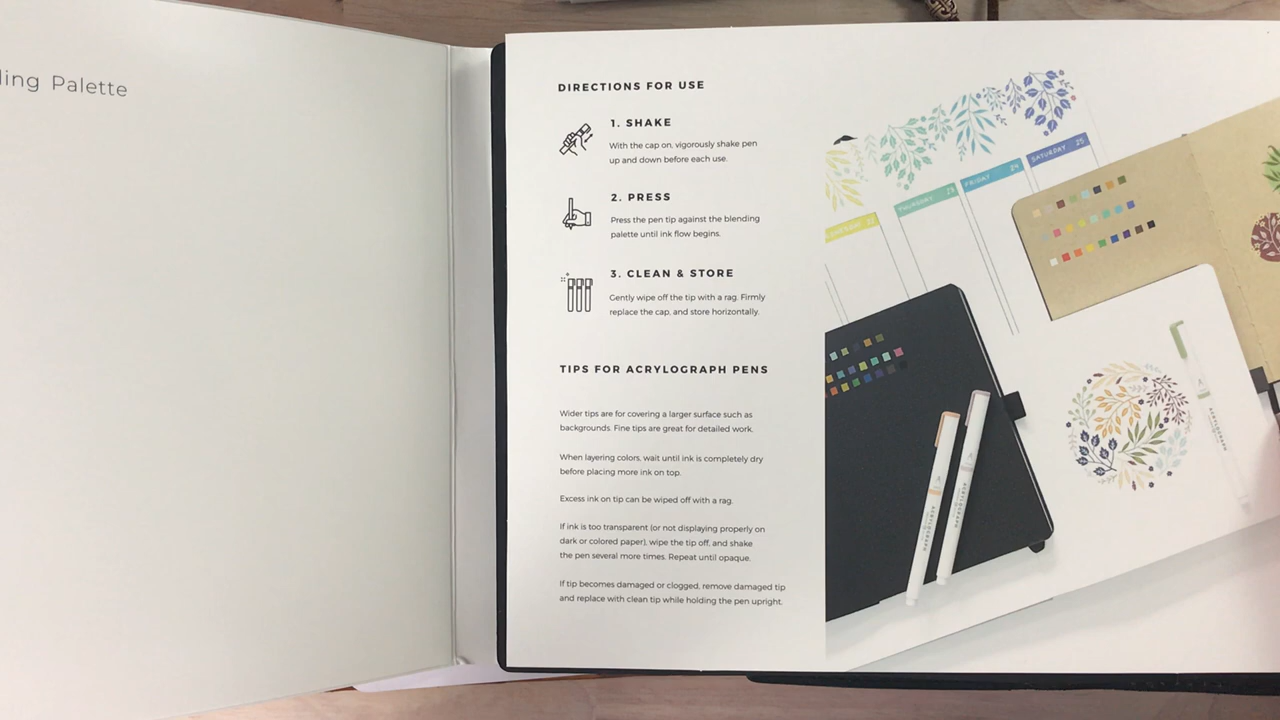 ling Palette
DIRECTIONS FOR USE
1. SHAKE
With the cap on, vigorously shake pen
up and down before each use.
2. PRESS
Press the pen tip against the blending
palette until ink flow begins.
3. CLEAN & STORE
Gently wipe off the tip with a rag. Firmly
replace the cap, and store horizontally.
TIPS FOR ACRYLOGRAPH PENS
Wider tips are for covering a larger surface such as
backgrounds. Fine tips are great for detailed work.
When layering colors, wait until ink is completely dry
before placing more ink on top.
Excess ink on tip can be wiped off with a rag.
If ink is too transparent (or not displaying properly on
dark or colored paper), wipe the tip off, and shake
the pen several more times. Repeat until opaque.
If tip becomes damaged or clogged, remove damaged tip
and replace with clean tip while holding the pen upright.
THURSDAY 23
FRIDAY 24
SATURDAY 25
ACRYLOGRAPH
ACRYLOGRAPH
ACRYLOGRAPH